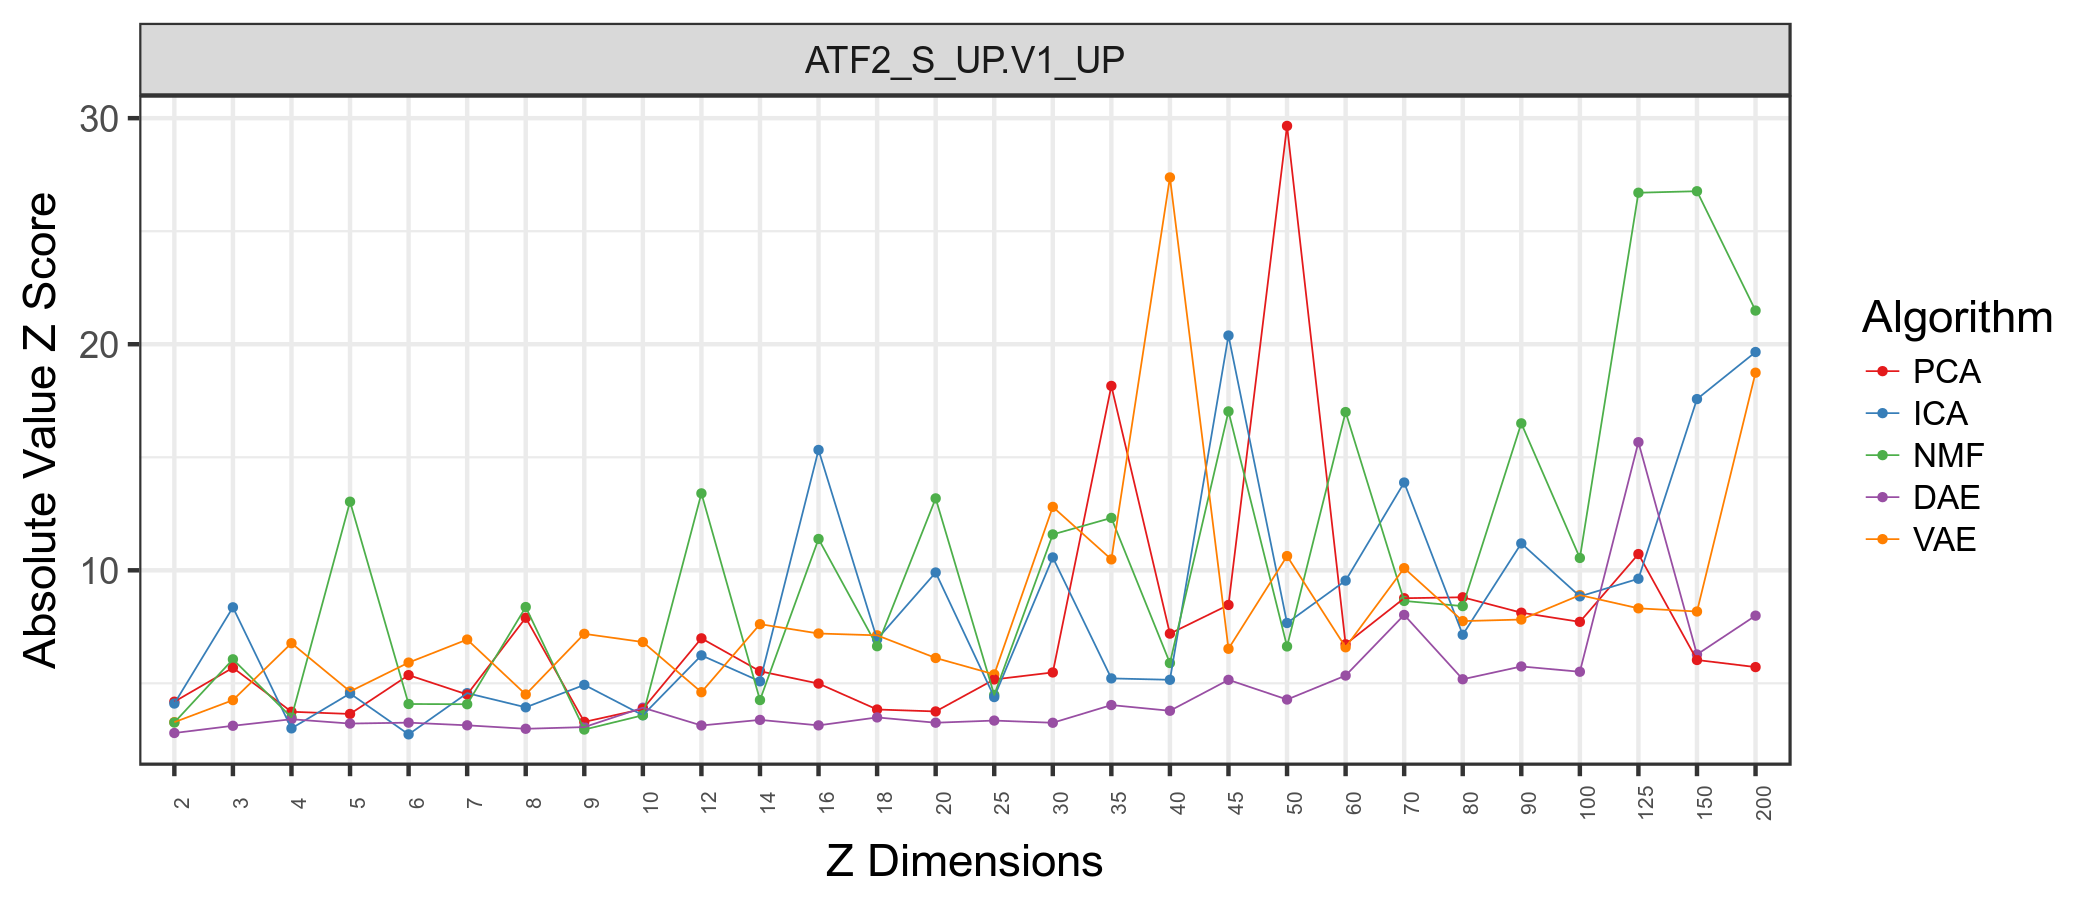 ATF2_S_UP.V1_UP
Absolute Value Z Score
30
20
10
2 3 4 5 6 7 8 9 10 12 14 16 18 20 25 30 35 40 45 50 60 70 80 90 100 125 150 200
Z Dimensions
Algorithm
PCA
ICA
NMF
DAE
VAE